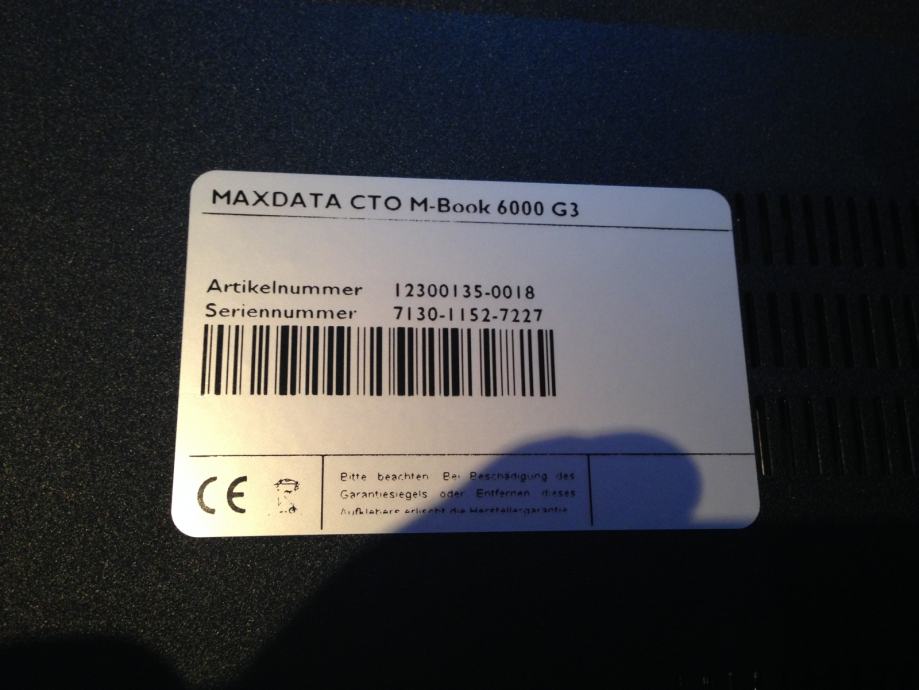 MAXDATA CTO M-Book 6000 G3
Artikelnummer 12300135-0018
Seriennummer 7130-1152-7227
CE
Bitte beachten: Bei Beschädigung des
Garantiesiegels oder Entfernen dieses
Aufklebers erlischt die Herstellergarantie